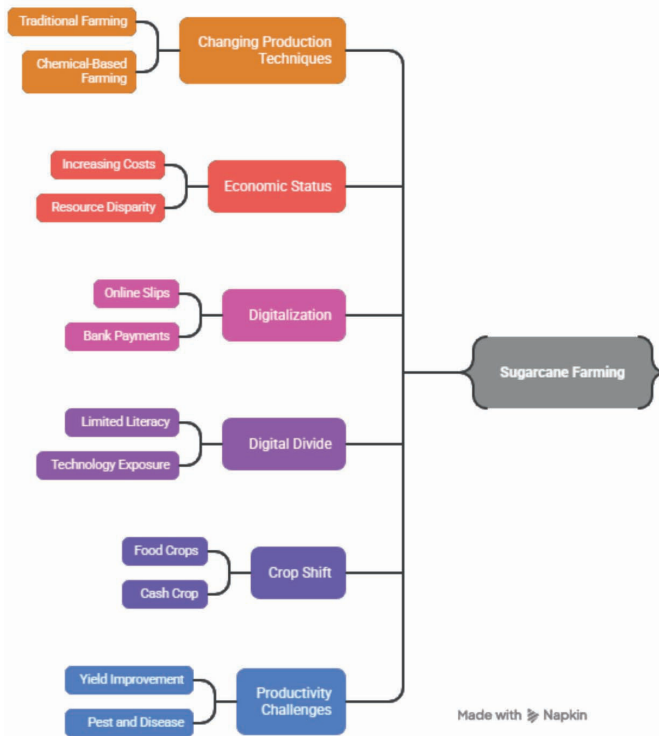 Traditional Farming
Chemical-Based
Farming
Changing Production
Techniques
Increasing Costs
Resource Disparity
Economic Status
Online Slips
Bank Payments
Digitalization
Sugarcane Farming
Limited Literacy
Technology Exposure
Digital Divide
Food Crops
Cash Crop
Crop Shift
Yield Improvement
Pest and Disease
Productivity
Challenges
Made with Napkin